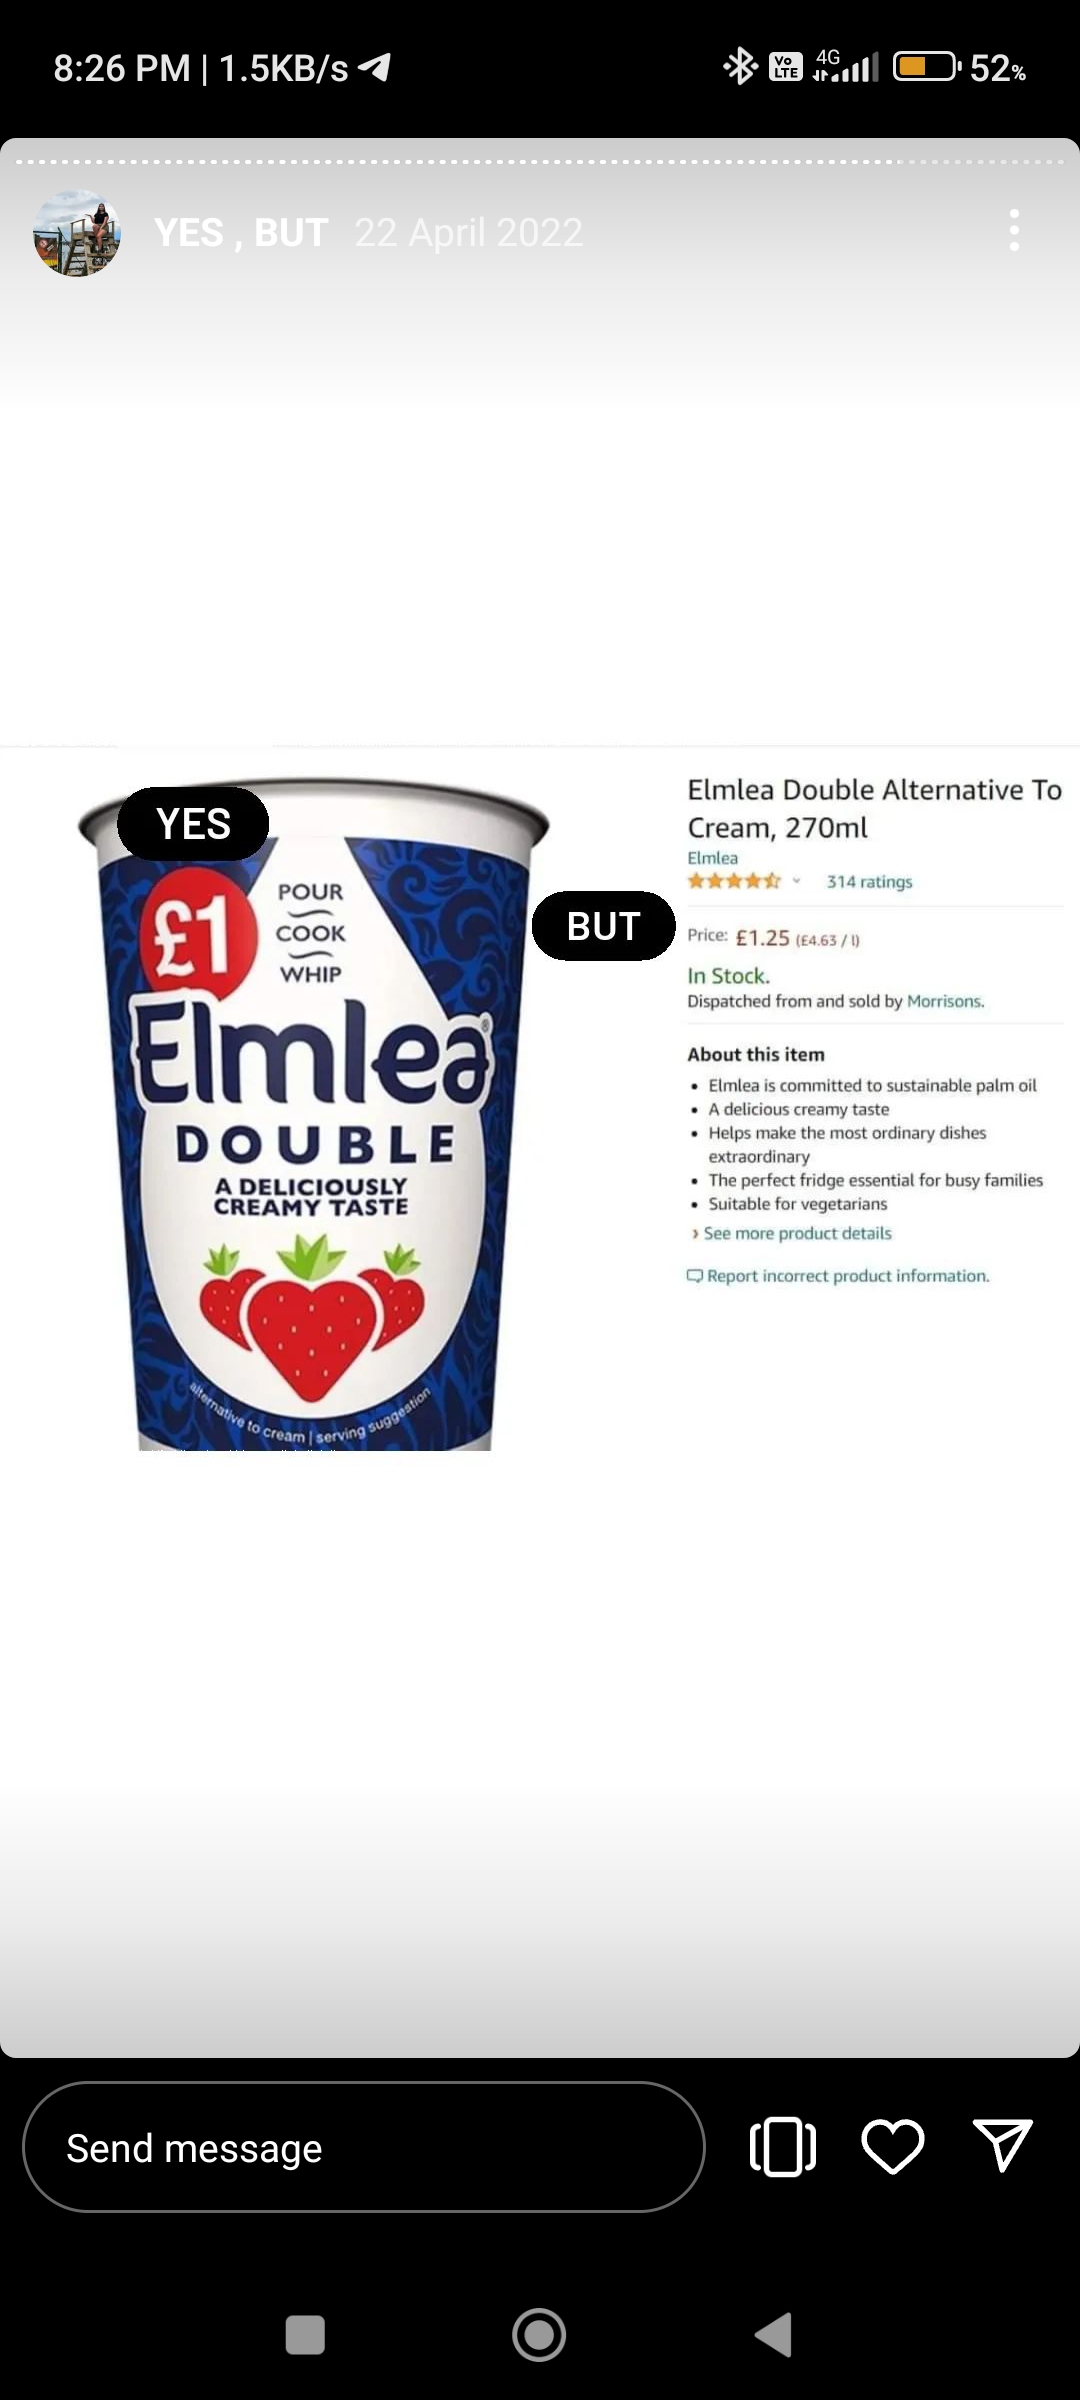 8:26 PM | 1.5KB/s
Vo LTE 4G 52%
YES , BUT 22 April 2022
YES
£1
POUR
COOK
WHIP
Elmlea®
DOUBLE
A DELICIOUSLY
CREAMY TASTE
alternative to cream | serving suggestion
BUT
Elmlea Double Alternative To
Cream, 270ml
Elmlea
314 ratings
Price: £1.25 (£4.63 / l)
In Stock.
Dispatched from and sold by Morrisons.
About this item
• Elmlea is committed to sustainable palm oil
• A delicious creamy taste
• Helps make the most ordinary dishes
extraordinary
• The perfect fridge essential for busy families
• Suitable for vegetarians
› See more product details
Report incorrect product information.
Send message